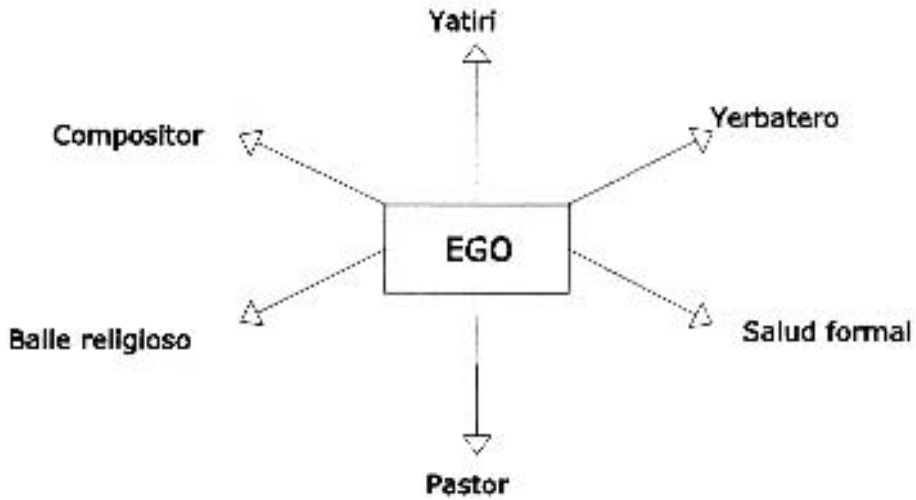 Yatiri
Compositor
Yerbatero
EGO
Baile religioso
Salud formal
Pastor